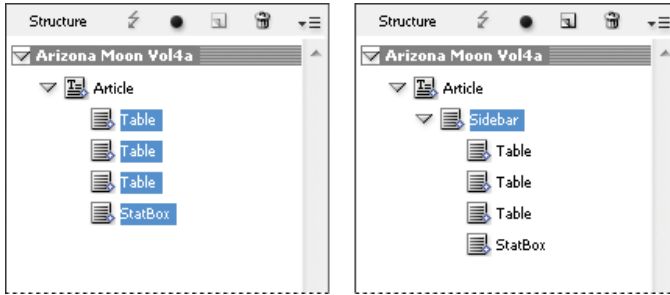 Structure
Arizona Moon Vol4a
Article
Table
Table
Table
StatBox
Structure
Arizona Moon Vol4a
Article
Sidebar
Table
Table
Table
StatBox